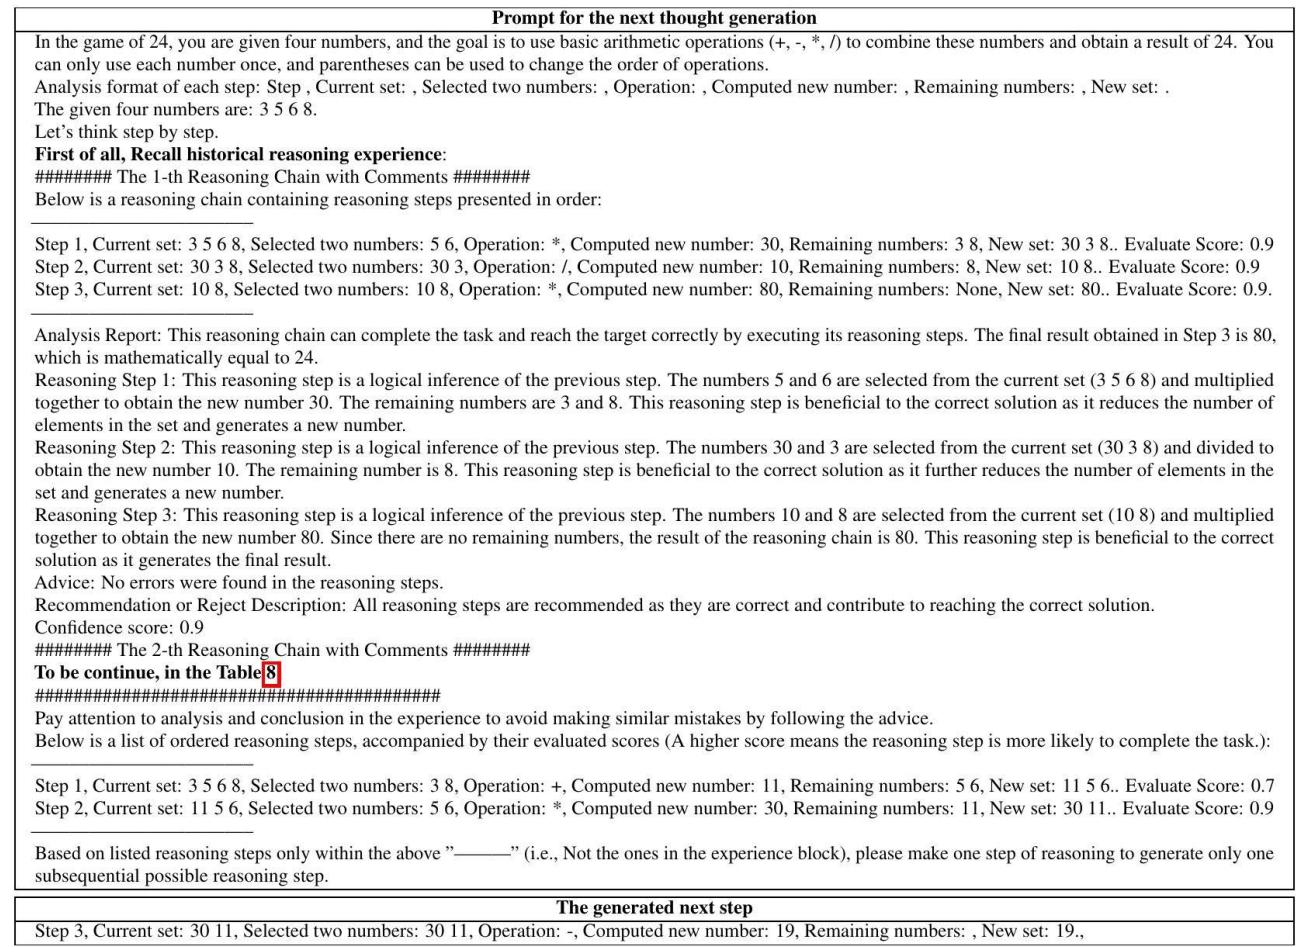 Prompt for the next thought generation
In the game of 24, you are given four numbers, and the goal is to use basic arithmetic operations (+, -, *, /) to combine these numbers and obtain a result of 24. You
can only use each number once, and parentheses can be used to change the order of operations.
Analysis format of each step: Step , Current set: , Selected two numbers: , Operation: , Computed new number: , Remaining numbers: , New set: .
The given four numbers are: 3 5 6 8.
Let's think step by step.
First of all, Recall historical reasoning experience:
######## The 1-th Reasoning Chain with Comments ########
Below is a reasoning chain containing reasoning steps presented in order:
————————————
Step 1, Current set: 3 5 6 8, Selected two numbers: 5 6, Operation: *, Computed new number: 30, Remaining numbers: 3 8, New set: 30 3 8.. Evaluate Score: 0.9
Step 2, Current set: 30 3 8, Selected two numbers: 30 3, Operation: /, Computed new number: 10, Remaining numbers: 8, New set: 10 8.. Evaluate Score: 0.9
Step 3, Current set: 10 8, Selected two numbers: 10 8, Operation: *, Computed new number: 80, Remaining numbers: None, New set: 80.. Evaluate Score: 0.9.
————————————
Analysis Report: This reasoning chain can complete the task and reach the target correctly by executing its reasoning steps. The final result obtained in Step 3 is 80,
which is mathematically equal to 24.
Reasoning Step 1: This reasoning step is a logical inference of the previous step. The numbers 5 and 6 are selected from the current set (3 5 6 8) and multiplied
together to obtain the new number 30. The remaining numbers are 3 and 8. This reasoning step is beneficial to the correct solution as it reduces the number of
elements in the set and generates a new number.
Reasoning Step 2: This reasoning step is a logical inference of the previous step. The numbers 30 and 3 are selected from the current set (30 3 8) and divided to
obtain the new number 10. The remaining number is 8. This reasoning step is beneficial to the correct solution as it further reduces the number of elements in the
set and generates a new number.
Reasoning Step 3: This reasoning step is a logical inference of the previous step. The numbers 10 and 8 are selected from the current set (10 8) and multiplied
together to obtain the new number 80. Since there are no remaining numbers, the result of the reasoning chain is 80. This reasoning step is beneficial to the correct
solution as it generates the final result.
Advice: No errors were found in the reasoning steps.
Recommendation or Reject Description: All reasoning steps are recommended as they are correct and contribute to reaching the correct solution.
Confidence score: 0.9
######## The 2-th Reasoning Chain with Comments ########
To be continue, in the Table 8
##########################################
Pay attention to analysis and conclusion in the experience to avoid making similar mistakes by following the advice.
Below is a list of ordered reasoning steps, accompanied by their evaluated scores (A higher score means the reasoning step is more likely to complete the task.):
————————————
Step 1, Current set: 3 5 6 8, Selected two numbers: 3 8, Operation: +, Computed new number: 11, Remaining numbers: 5 6, New set: 11 5 6.. Evaluate Score: 0.7
Step 2, Current set: 11 5 6, Selected two numbers: 5 6, Operation: *, Computed new number: 30, Remaining numbers: 11, New set: 30 11.. Evaluate Score: 0.9
————————————
Based on listed reasoning steps only within the above ”———” (i.e., Not the ones in the experience block), please make one step of reasoning to generate only one
subsequential possible reasoning step.
The generated next step
Step 3, Current set: 30 11, Selected two numbers: 30 11, Operation: -, Computed new number: 19, Remaining numbers: , New set: 19.,